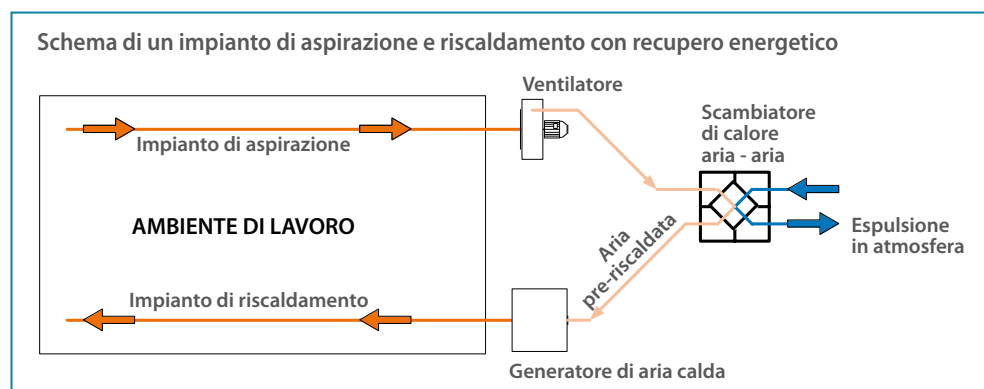 Schema di un impianto di aspirazione e riscaldamento con recupero energetico
Ventilatore
Scambiatore
di calore
aria - aria
Impianto di aspirazione
AMBIENTE DI LAVORO
Espulsione
in atmosfera
Aria
pre-riscaldata
Impianto di riscaldamento
Generatore di aria calda